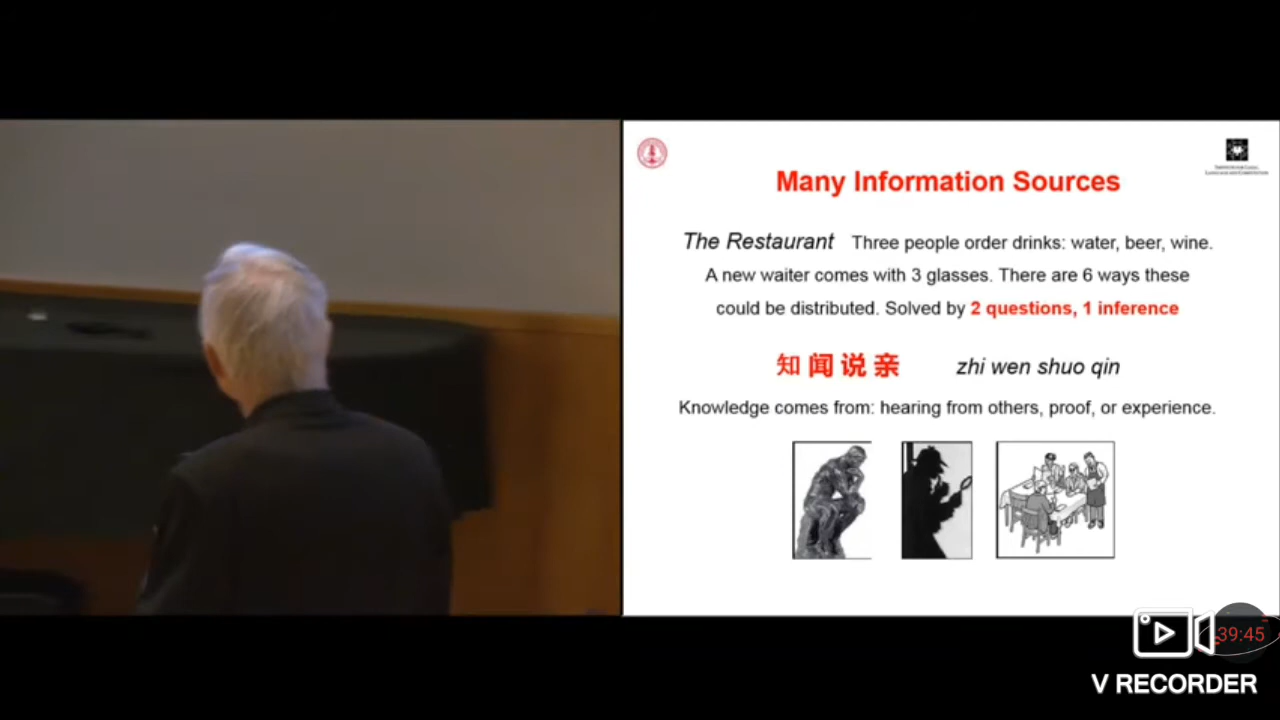 Many Information Sources
The Restaurant Three people order drinks: water, beer, wine.
A new waiter comes with 3 glasses. There are 6 ways these
could be distributed. Solved by 2 questions, 1 inference
知 闻 说 亲 zhi wen shuo qin
Knowledge comes from: hearing from others, proof, or experience.
39:45
V RECORDER